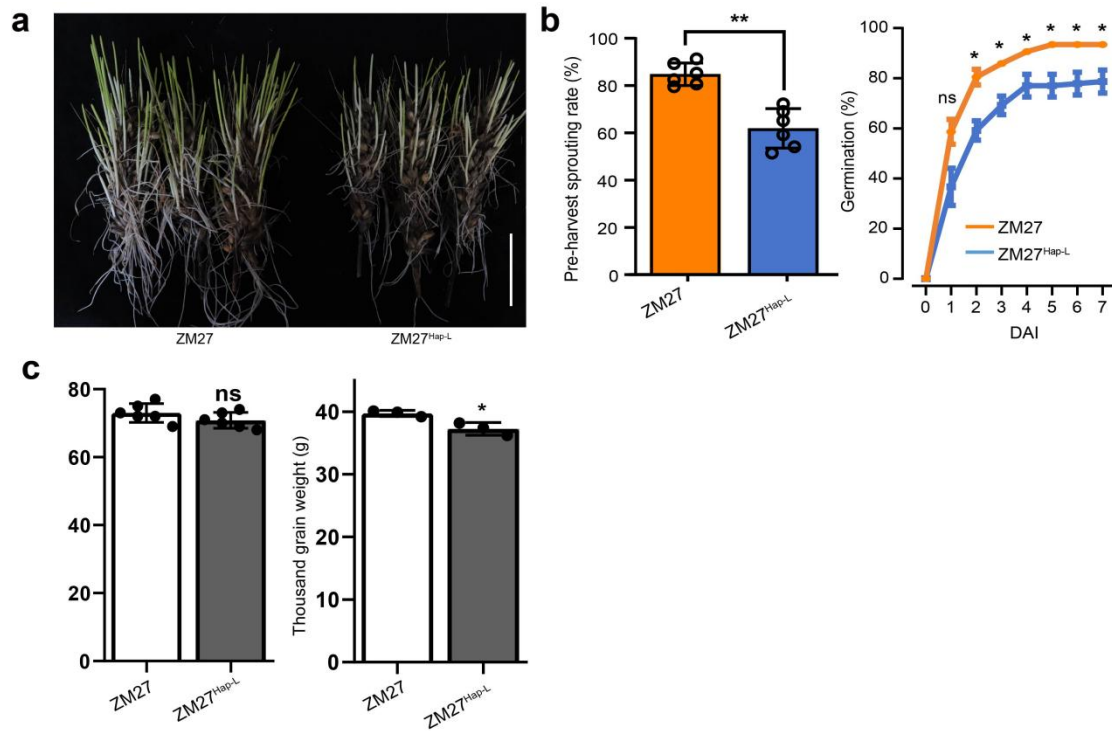 a
ZM27
ZM27Hap-L
b
Pre-harvest sprouting rate (%)
100
80
60
40
60
20
0
**
ZM27
ZM27Hap-L
Germination (%)
100
80
60
40
20
0
ns
*
*
*
*
*
*
ZM27
ZM27Hap-L
0 1 2 3 4 5 6 7
DAI
c
80
60
40
20
0
ns
ZM27
ZM27Hap-L
Thousand grain weight (g)
40
30
20
10
0
*
ZM27
ZM27Hap-L